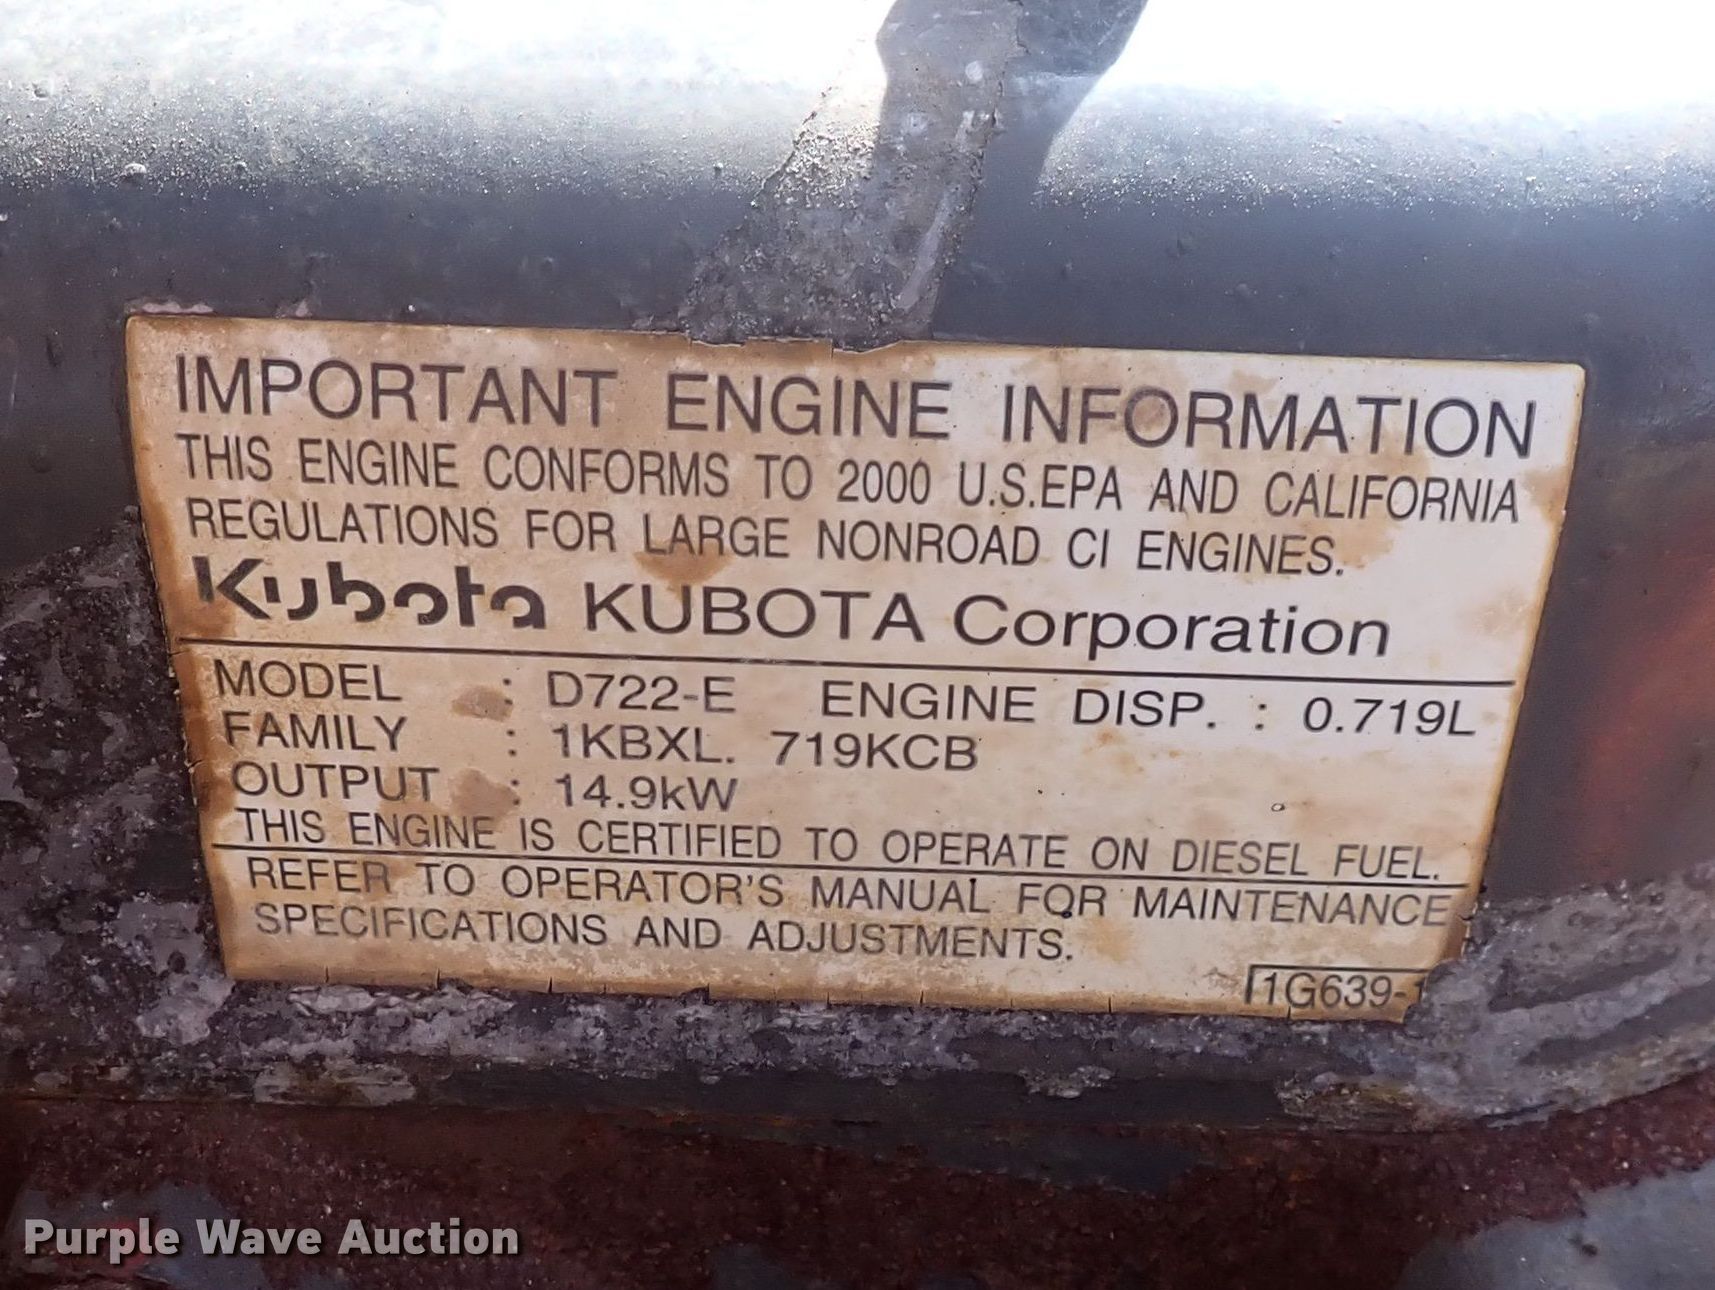 IMPORTANT ENGINE INFORMATION
THIS ENGINE CONFORMS TO 2000 U.S.EPA AND CALIFORNIA
REGULATIONS FOR LARGE NONROAD CI ENGINES.
Kubota KUBOTA Corporation
MODEL : D722-E ENGINE DISP. : 0.719L
FAMILY : 1KBXL. 719KCB
OUTPUT : 14.9kW
THIS ENGINE IS CERTIFIED TO OPERATE ON DIESEL FUEL.
REFER TO OPERATOR'S MANUAL FOR MAINTENANCE
SPECIFICATIONS AND ADJUSTMENTS.
1G639-1
Purple Wave Auction